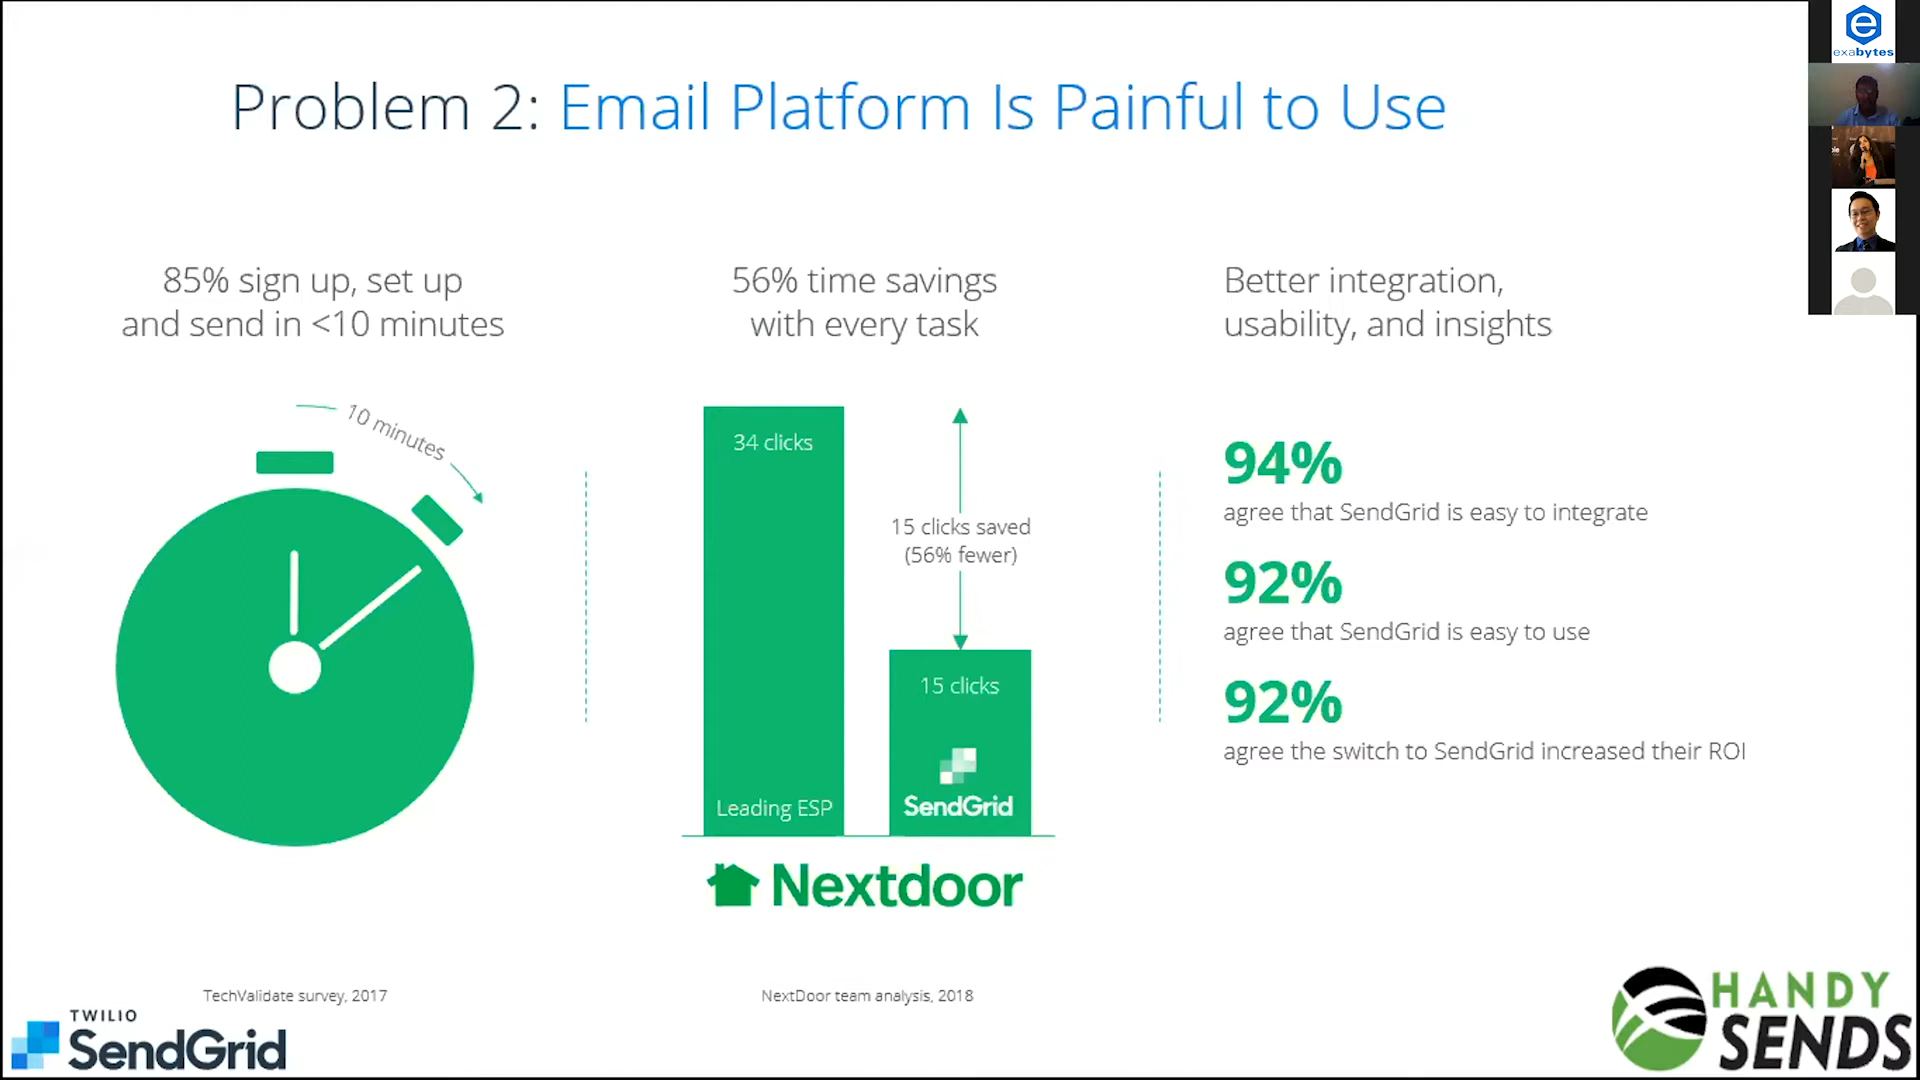 Problem 2: Email Platform Is Painful to Use
exabytes
85% sign up, set up
and send in <10 minutes
10 minutes
TechValidate survey, 2017
56% time savings
with every task
34 clicks
Leading ESP
15 clicks saved
(56% fewer)
15 clicks
SendGrid
Nextdoor
NextDoor team analysis, 2018
Better integration,
usability, and insights
94%
agree that SendGrid is easy to integrate
92%
agree that SendGrid is easy to use
92%
agree the switch to SendGrid increased their ROI
TWILIO
SendGrid
HANDY
SENDS